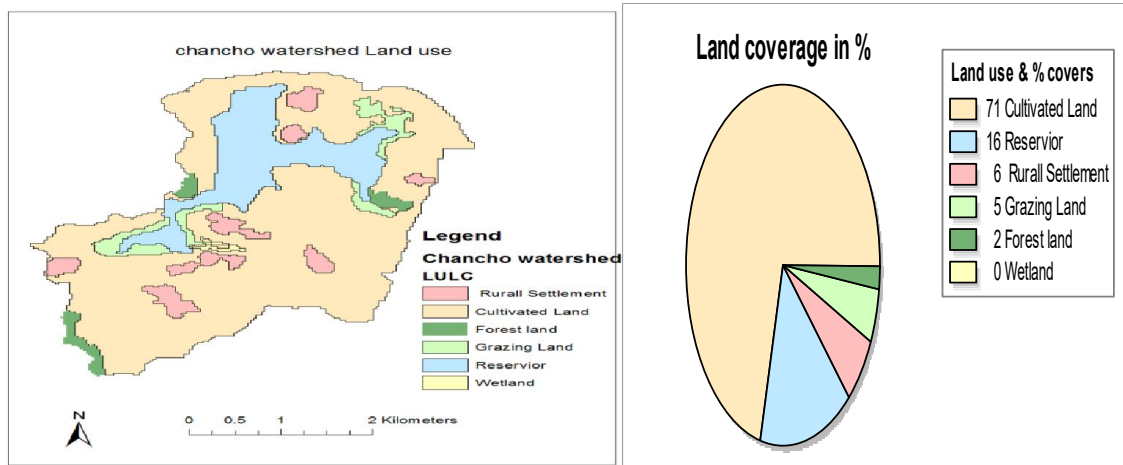 chancho watershed Land use
Legend
Chancho watershed
LULC
Rurall Settlement
Cultivated Land
Forest land
Grazing Land
Reservior
Wetland
N
0 0.5 1 2 Kilometers
Land coverage in %
Land use & % covers
71 Cultivated Land
16 Reservior
6 Rurall Settlement
5 Grazing Land
2 Forest land
0 Wetland